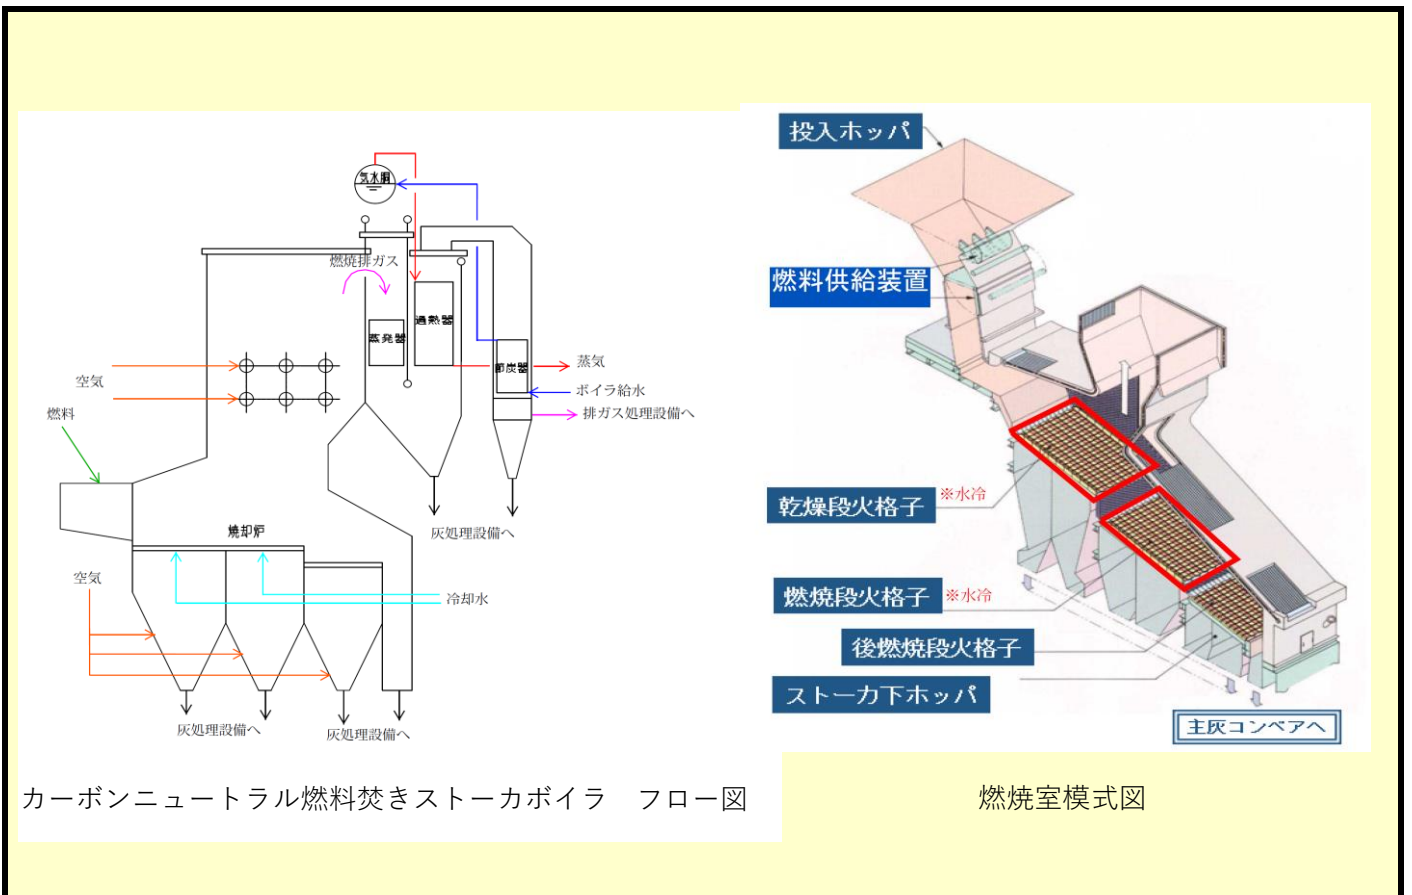 気水胴
燃焼排ガス
過熱器
蒸発器
節炭器
蒸気
ボイラ給水
排ガス処理設備へ
空気
燃料
焼却炉
灰処理設備へ
空気
冷却水
灰処理設備へ
灰処理設備へ
カーボンニュートラル燃料焚きストーカボイラ　フロー図
投入ホッパ
燃料供給装置
乾燥段火格子
※水冷
燃焼段火格子
※水冷
後燃焼段火格子
ストーカ下ホッパ
主灰コンベアへ
燃焼室模式図